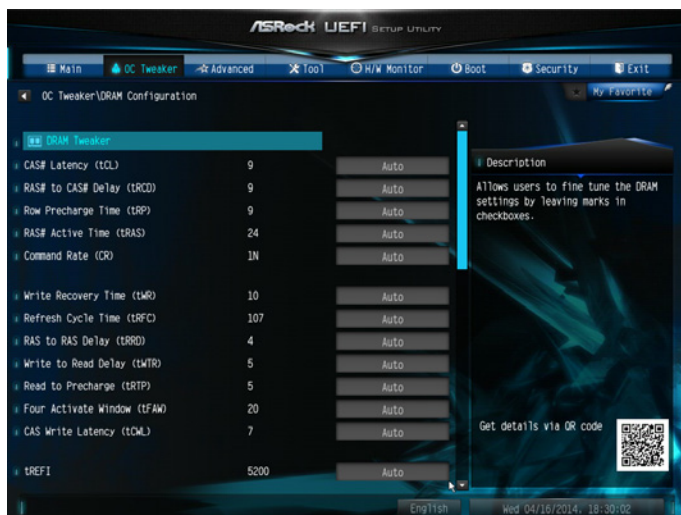 ASRock UEFI SETUP UTILITY
Main OC Tweaker Advanced Tool H/W Monitor Boot Security Exit
OC Tweaker\DRAM Configuration
My Favorite
DRAM Tweaker
CAS# Latency (tCL) 9 Auto
RAS# to CAS# Delay (tRCD) 9 Auto
Row Precharge Time (tRP) 9 Auto
RAS# Active Time (tRAS) 24 Auto
Command Rate (CR) 1N Auto
Write Recovery Time (tWR) 10 Auto
Refresh Cycle Time (tRFC) 107 Auto
RAS to RAS Delay (tRRD) 4 Auto
Write to Read Delay (tWTR) 5 Auto
Read to Precharge (tRTP) 5 Auto
Four Activate Window (tFAW) 20 Auto
CAS Write Latency (tCWL) 7 Auto
tREFI 5200 Auto
Description
Allows users to fine tune the DRAM
settings by leaving marks in
checkboxes.
Get details via QR code
English
Wed 04/16/2014, 18:30:02